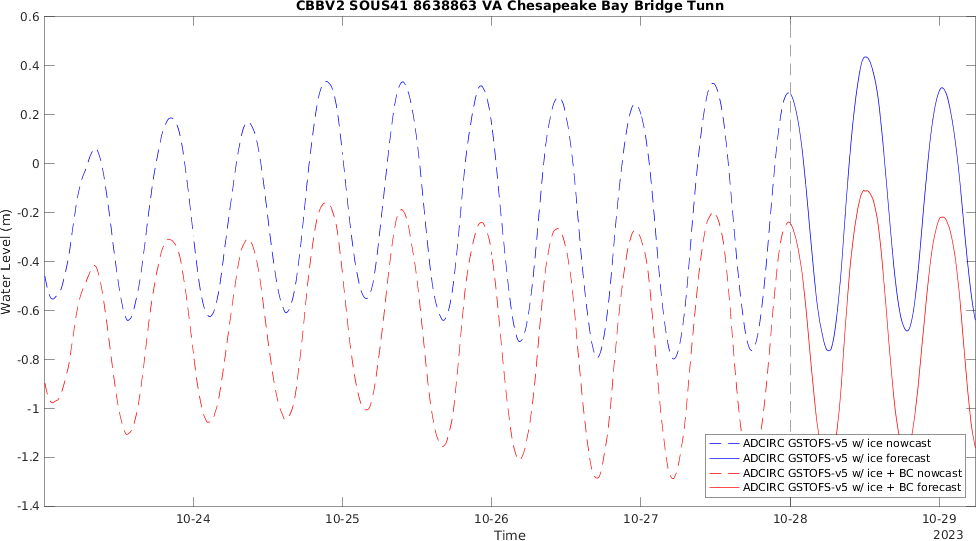 CBBV2 SOUS41 8638863 VA Chesapeake Bay Bridge Tunn
0.6
0.4
0.2
0
-0.2
-0.4
-0.6
-0.8
-1
-1.2
-1.4
Water Level (m)
ADCIRC GSTOFS-v5 w/ ice nowcast
ADCIRC GSTOFS-v5 w/ ice forecast
ADCIRC GSTOFS-v5 w/ ice + BC nowcast
ADCIRC GSTOFS-v5 w/ ice + BC forecast
10-24 10-25 10-26 10-27 10-28 10-29
Time
2023